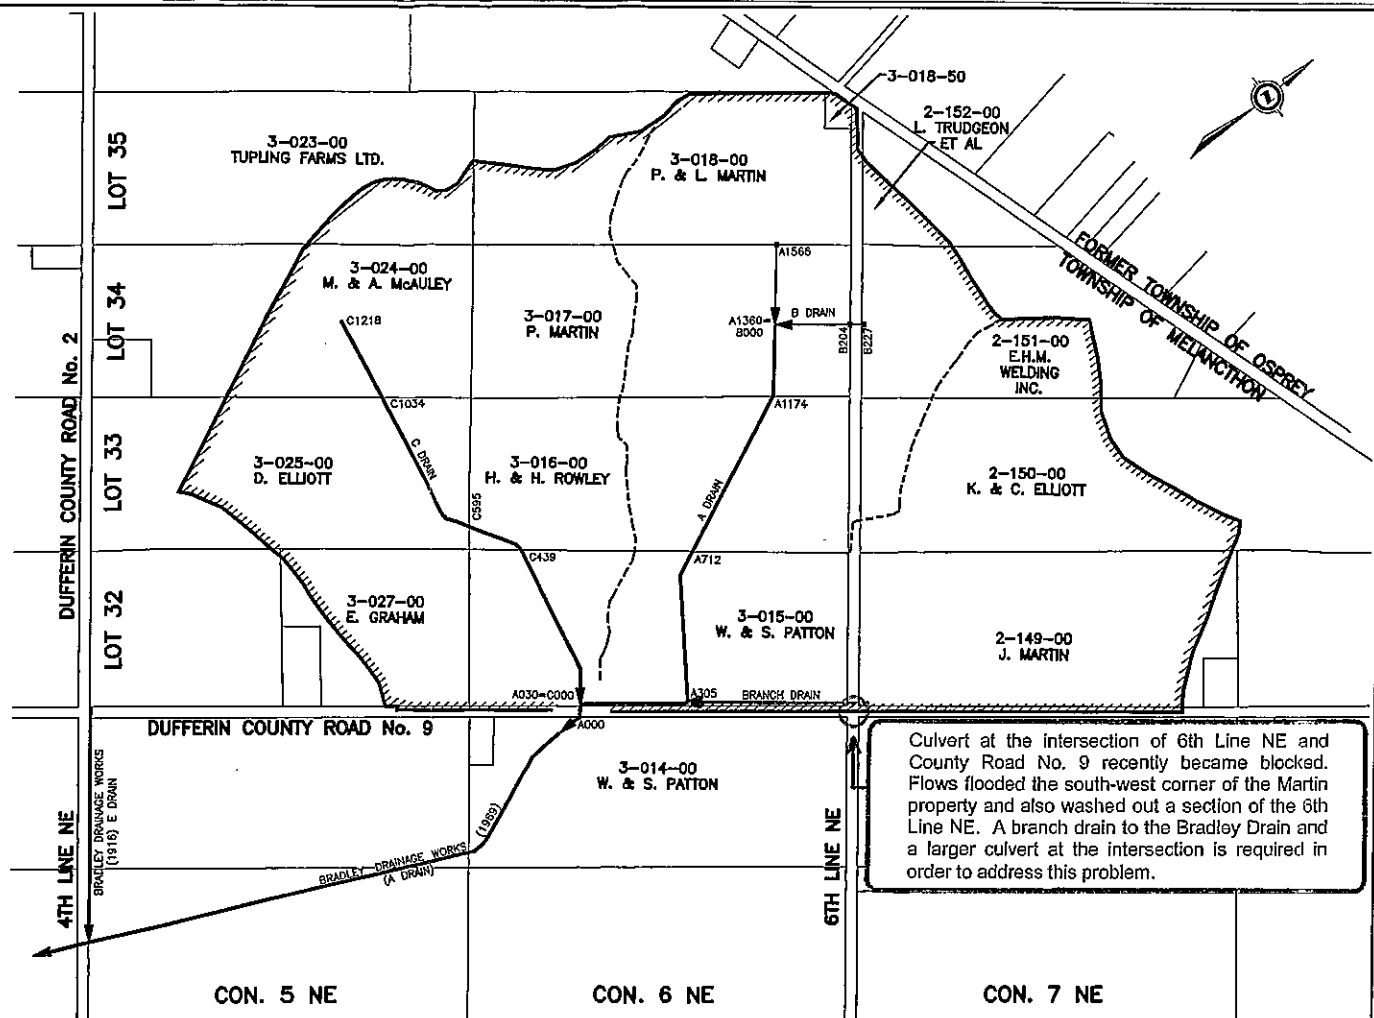 3-018-50
2-152-00
L. TRUDGEON
ET AL
3-023-00
TUPLING FARMS LTD.
3-018-00
P. & L. MARTIN
LOT 35
FORMER TOWNSHIP OF OSPREY
TOWNSHIP OF MELANCTHON
3-024-00
M. & A. McAULEY
A1566
LOT 34
C1218
3-017-00
P. MARTIN
A1360=
B000
B DRAIN
B204
B227
2-151-00
E.H.M.
WELDING
INC.
DUFFERIN COUNTY ROAD No. 2
C1034
A1174
LOT 33
3-025-00
D. ELLIOTT
C DRAIN
3-016-00
H. & H. ROWLEY
C595
A DRAIN
2-150-00
K. & C. ELLIOTT
C439
A712
LOT 32
3-027-00
E. GRAHAM
3-015-00
W. & S. PATTON
2-149-00
J. MARTIN
A030=C000
A305
BRANCH DRAIN
DUFFERIN COUNTY ROAD No. 9
A000
3-014-00
W. & S. PATTON
Culvert at the intersection of 6th Line NE and
County Road No. 9 recently became blocked.
Flows flooded the south-west corner of the Martin
property and also washed out a section of the 6th
Line NE. A branch drain to the Bradley Drain and
a larger culvert at the intersection is required in
order to address this problem.
4TH LINE NE
BRADLEY DRAINAGE WORKS
(1916) E DRAIN
BRADLEY DRAINAGE WORKS
(A DRAIN)
(1969)
6TH LINE NE
CON. 5 NE
CON. 6 NE
CON. 7 NE